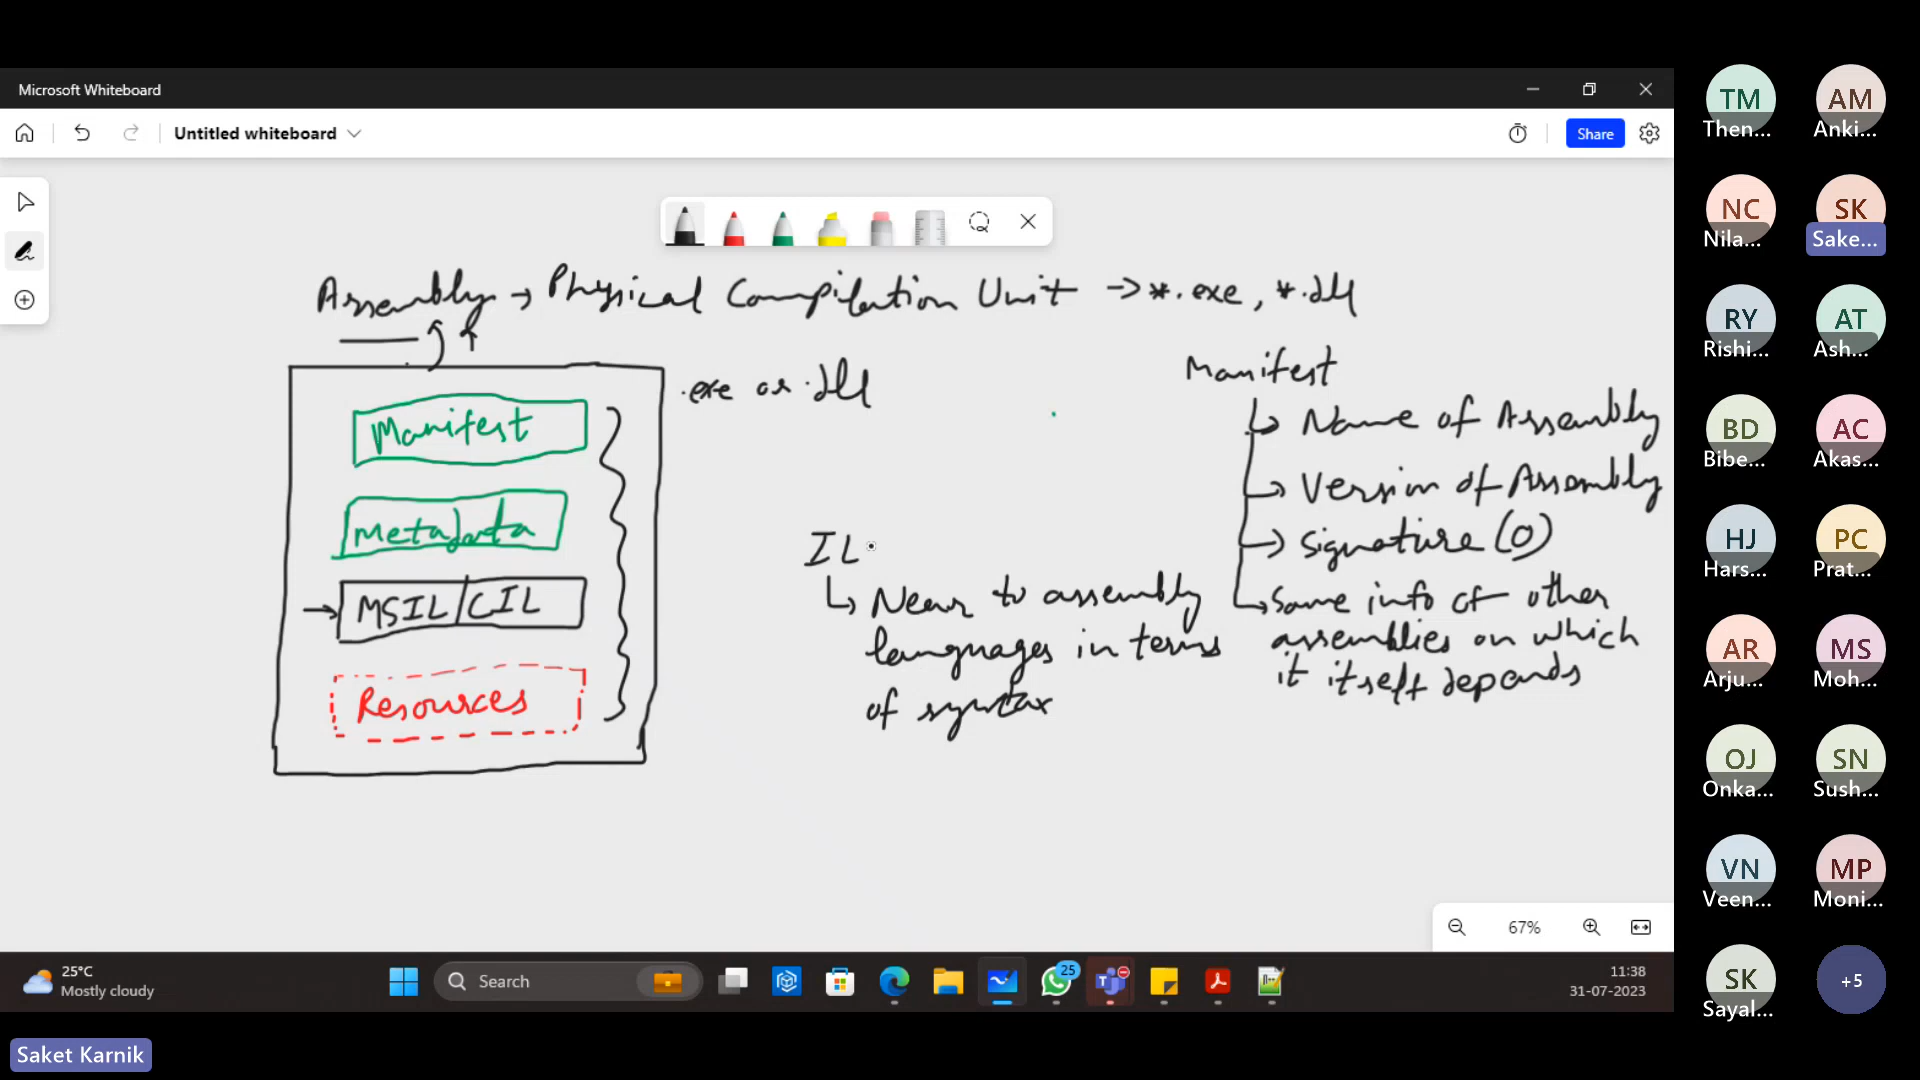 Microsoft Whiteboard
Untitled whiteboard
Share
Assembly → Physical Compilation Unit → *.exe, *.dll
.exe or .dll
Manifest
Metadata
MSIL/CIL
Resources
IL
Near to assembly
languages in terms
of syntax
Manifest
Name of Assembly
Version of Assembly
Signature (O)
Some info of other
assemblies on which
it itself depends
67%
25°C
Mostly cloudy
Search
25
11:38
31-07-2023
TM
Then...
AM
Anki...
NC
Nila...
SK
Sake...
RY
Rishi...
AT
Ash...
BD
Bibe...
AC
Akas...
HJ
Hars...
PC
Prat...
AR
Arju...
MS
Moh...
OJ
Onka...
SN
Sush...
VN
Veen...
MP
Moni...
SK
Sayal...
+5
Saket Karnik